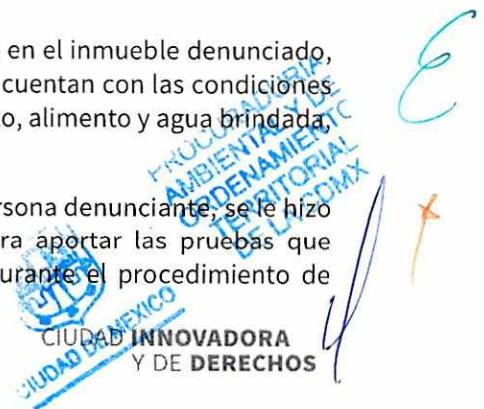 en el inmueble denunciado,
cuentan con las condiciones
o, alimento y agua brindada,
PROCURADURIA
AMBIENTAL Y DE
ORDENAMIENTO
TERRITORIAL
DE LA CDMX
rsona denunciante, se le hizo
ra aportar las pruebas que
urante el procedimiento de
CIUDAD DE MEXICO
CIUDAD INNOVADORA
Y DE DERECHOS